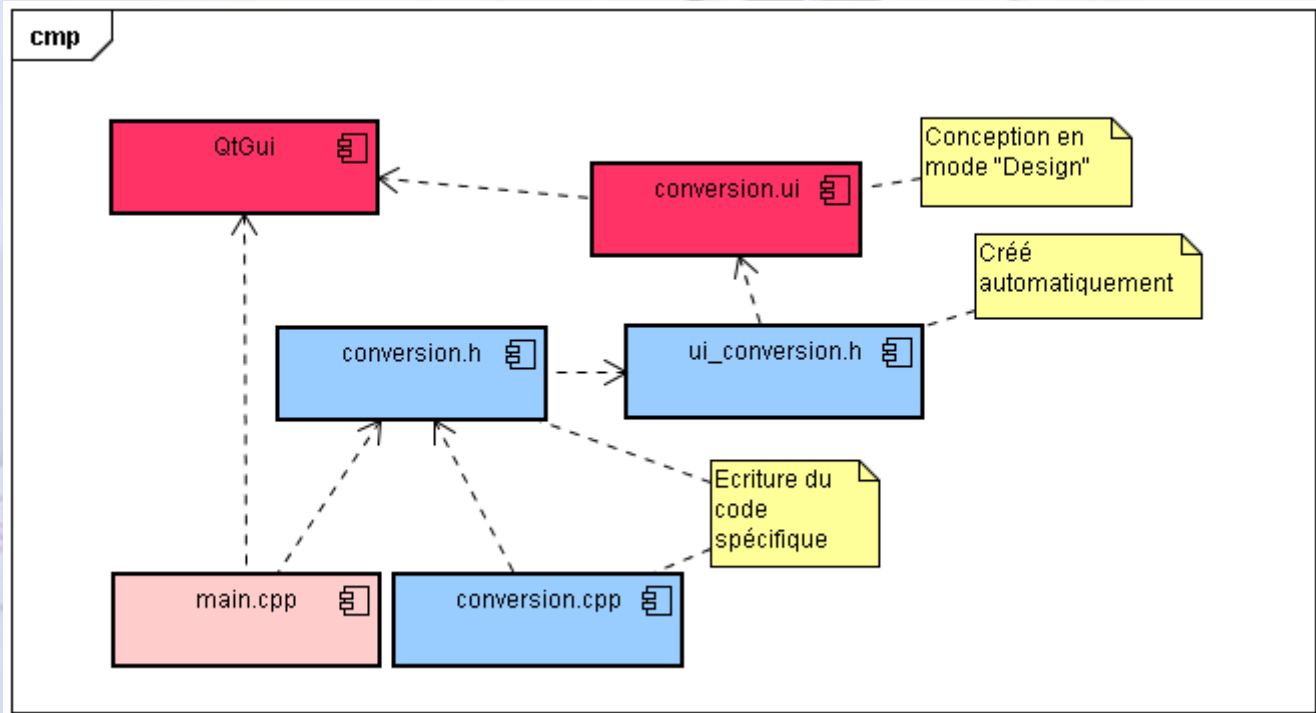 cmp
QtGui
conversion.ui
Conception en
mode "Design"
Créé
automatiquement
conversion.h
ui_conversion.h
Ecriture du
code
spécifique
main.cpp
conversion.cpp